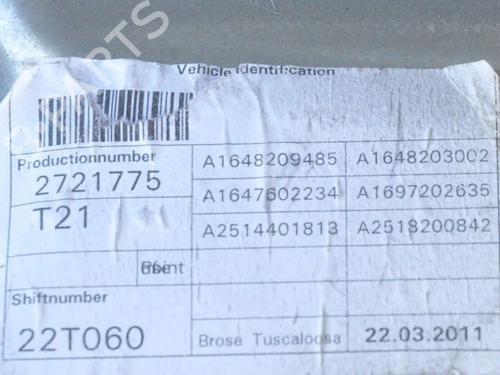 Vehicle Identification
Productionnumber
2721775
T21
A1648209485 A1648203002
A1647602234 A1697202635
A2514401813 A2518200842
Shiftnumber
22T060
Brose Tuscaloosa 22.03.2011